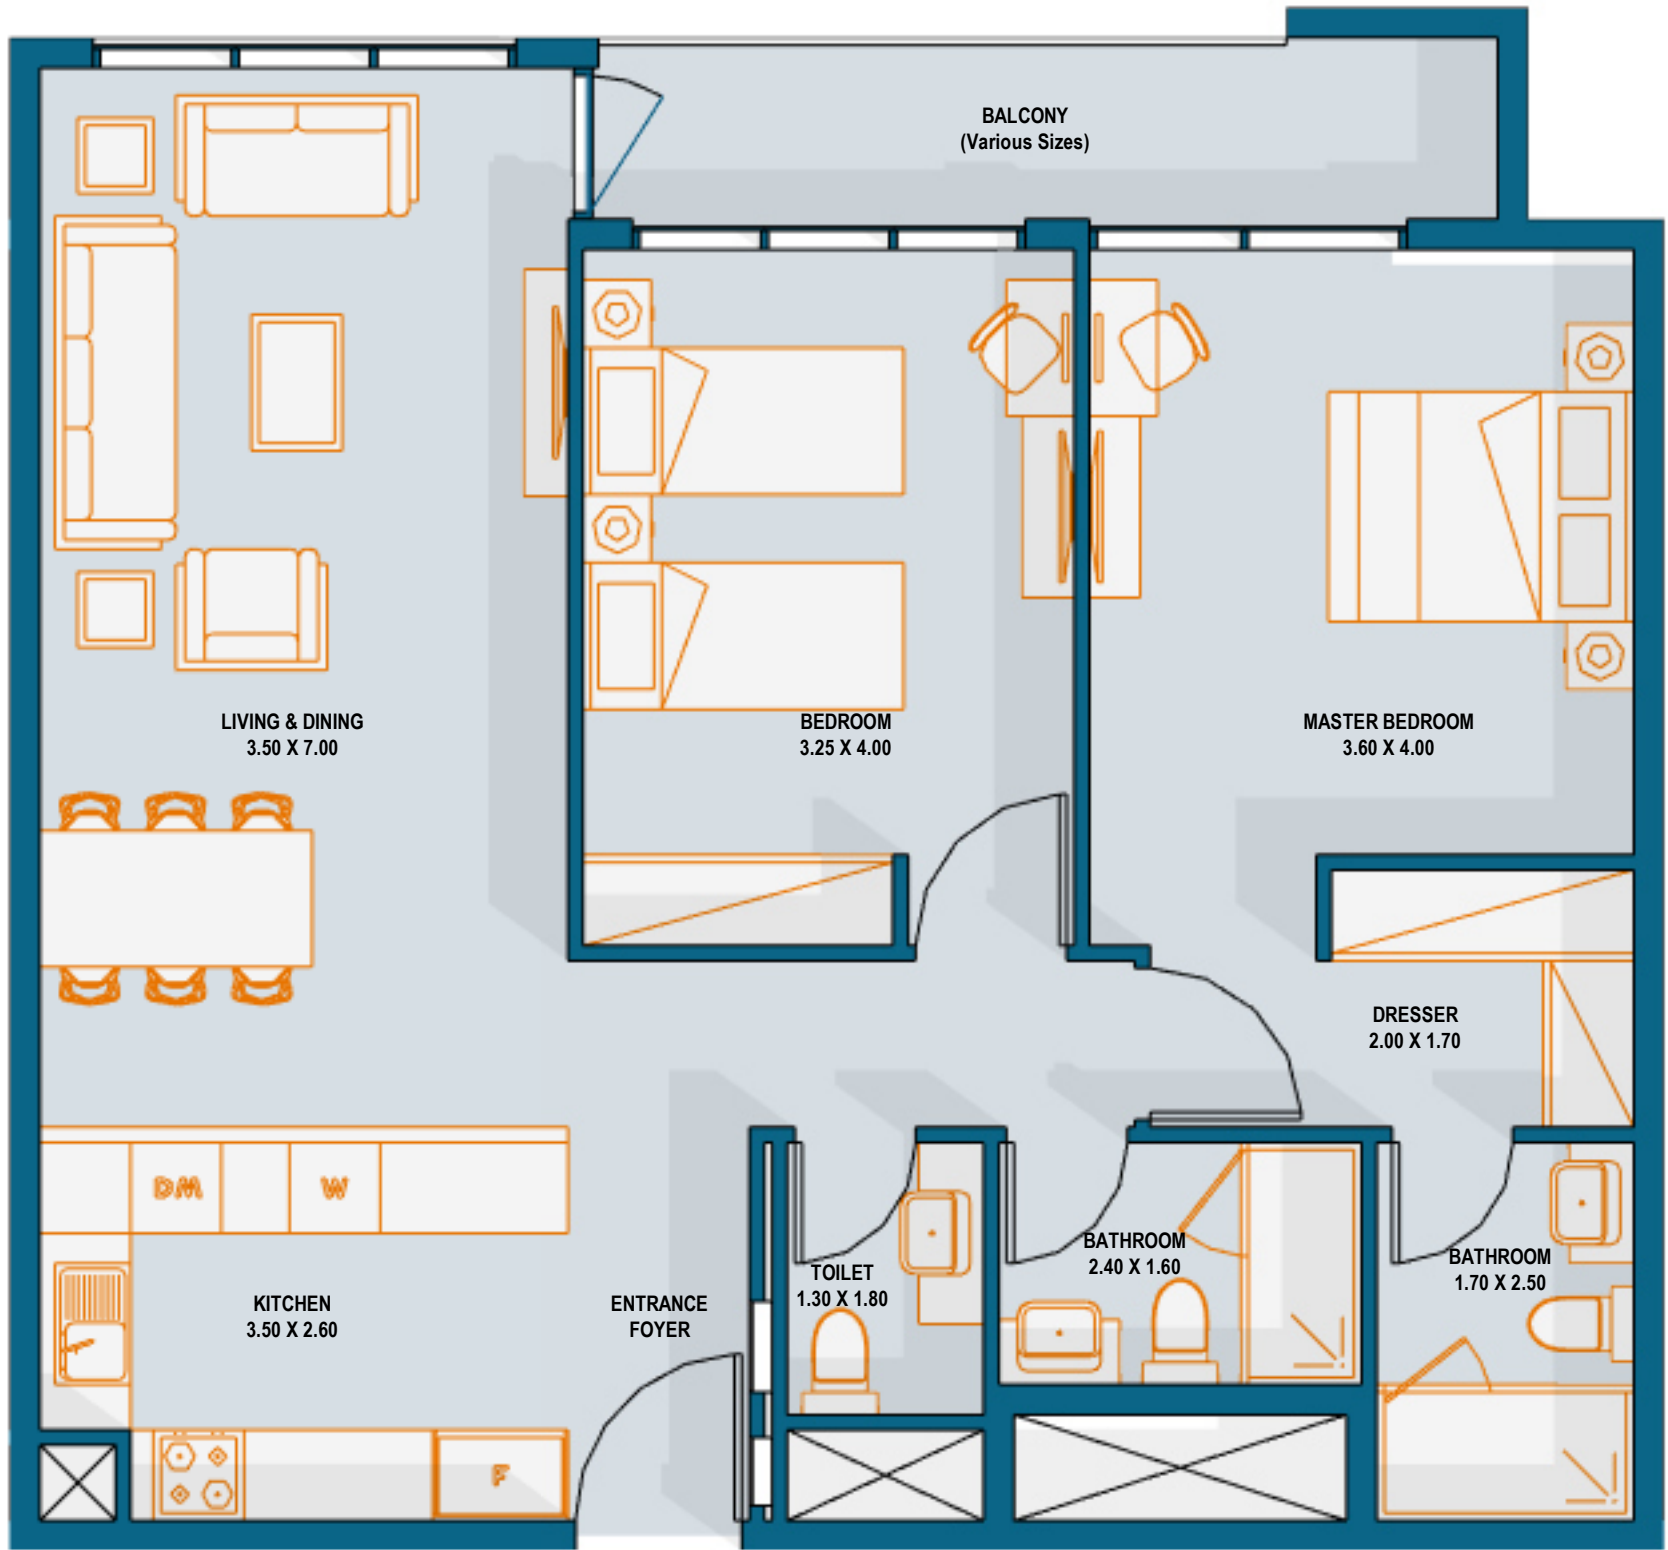 BALCONY
(Various Sizes)
LIVING & DINING
3.50 X 7.00
BEDROOM
3.25 X 4.00
MASTER BEDROOM
3.60 X 4.00
DRESSER
2.00 X 1.70
DM
W
BATHROOM
2.40 X 1.60
BATHROOM
1.70 X 2.50
TOILET
1.30 X 1.80
KITCHEN
3.50 X 2.60
ENTRANCE
FOYER
F